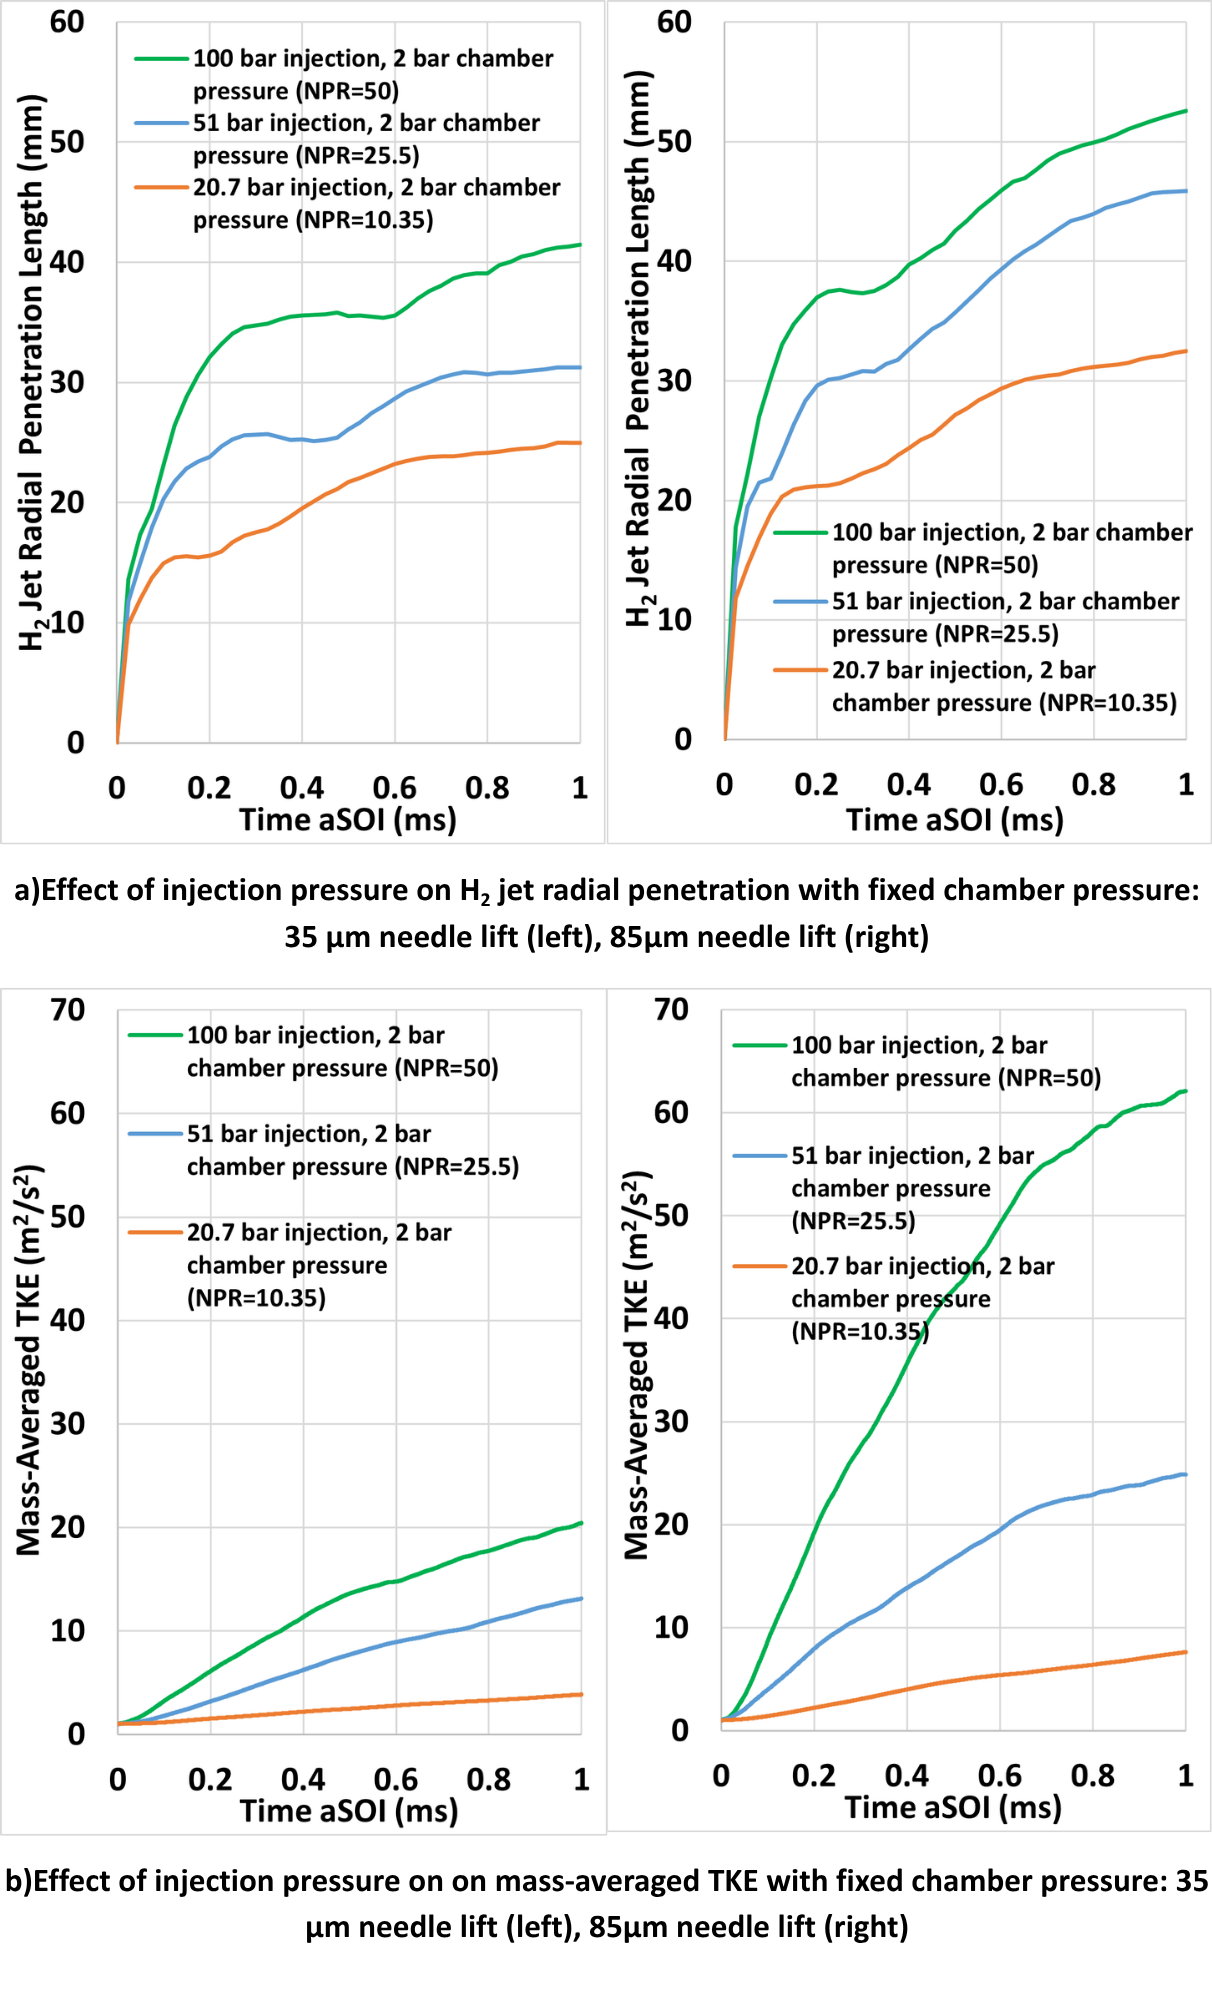 60
50
40
30
20
10
0
H2 Jet Radial Penetration Length (mm)
100 bar injection, 2 bar chamber
pressure (NPR=50)
51 bar injection, 2 bar chamber
pressure (NPR=25.5)
20.7 bar injection, 2 bar chamber
pressure (NPR=10.35)
0 0.2 0.4 0.6 0.8 1
Time aSOI (ms)
60
50
40
30
20
10
0
H2 Jet Radial Penetration Length (mm)
100 bar injection, 2 bar chamber
pressure (NPR=50)
51 bar injection, 2 bar chamber
pressure (NPR=25.5)
20.7 bar injection, 2 bar
chamber pressure (NPR=10.35)
0 0.2 0.4 0.6 0.8 1
Time aSOI (ms)
a)Effect of injection pressure on H2 jet radial penetration with fixed chamber pressure:
35 μm needle lift (left), 85μm needle lift (right)
70
60
50
40
30
20
10
0
Mass-Averaged TKE (m²/s²)
100 bar injection, 2 bar
chamber pressure (NPR=50)
51 bar injection, 2 bar
chamber pressure (NPR=25.5)
20.7 bar injection, 2 bar
chamber pressure
(NPR=10.35)
0 0.2 0.4 0.6 0.8 1
Time aSOI (ms)
70
60
50
40
30
20
10
0
Mass-Averaged TKE (m²/s²)
100 bar injection, 2 bar
chamber pressure (NPR=50)
51 bar injection, 2 bar
chamber pressure
(NPR=25.5)
20.7 bar injection, 2 bar
chamber pressure
(NPR=10.35)
0 0.2 0.4 0.6 0.8 1
Time aSOI (ms)
b)Effect of injection pressure on on mass-averaged TKE with fixed chamber pressure: 35
μm needle lift (left), 85μm needle lift (right)